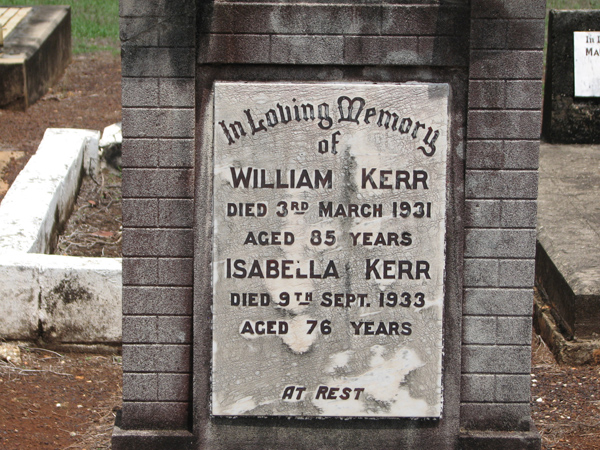 In Loving Memory
of
WILLIAM KERR
DIED 3RD MARCH 1931
AGED 85 YEARS
ISABELLA KERR
DIED 9TH SEPT. 1933
AGED 76 YEARS
AT REST